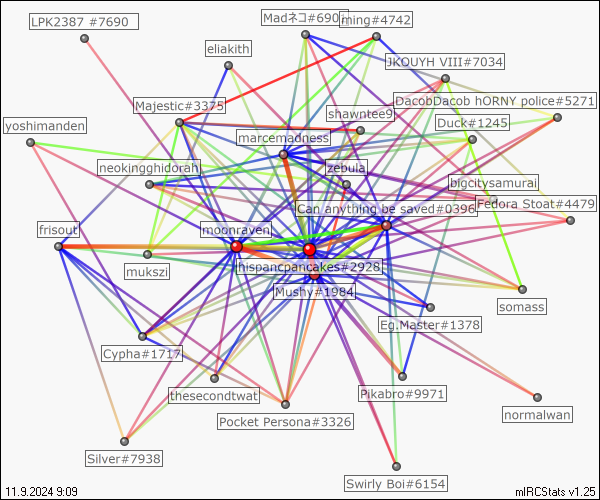 LPK2387 #7690
Madネコ#690
ming#4742
eliakith
JKOUYH VIII#7034
DacobDacob hORNY police#5271
Majestic#3375
shawntee9
Duck#1245
yoshimanden
marcemadness
neokingghidorah
zebula
bigcitysamurai
Fedora Stoat#4479
Can anything be saved#0396
frisout
moonraven
mukszi
hispancpancakes#2928
Mushy#1984
somass
Eg.Master#1378
Cypha#1717
thesecondtwat
Pikabro#9971
Pocket Persona#3326
normalwan
Silver#7938
Swirly Boi#6154
11.9.2024 9:09
mIRCStats v1.25